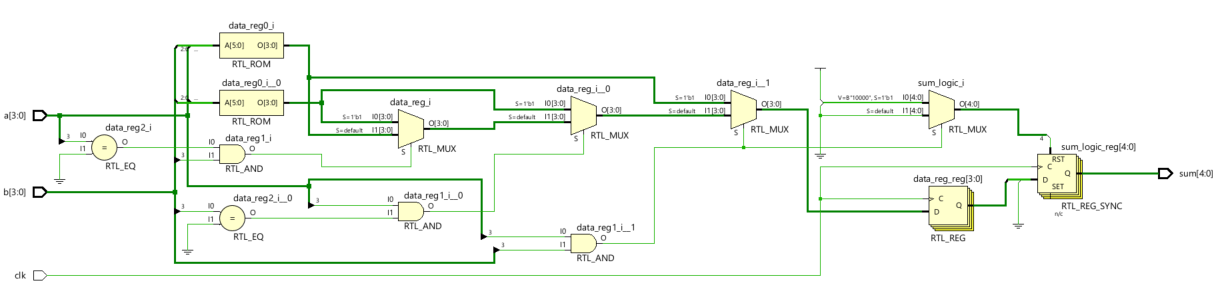 data_reg0_i
A[5:0] O[3:0]
RTL_ROM
data_reg0_i__0
A[5:0] O[3:0]
RTL_ROM
data_reg_i
S=1'b1 I0[3:0]
O[3:0]
S=default I1[3:0]
S
RTL_MUX
data_reg_i__0
S=1'b1 I0[3:0]
O[3:0]
S=default I1[3:0]
S
RTL_MUX
data_reg_i__1
S=1'b1 I0[3:0]
O[3:0]
S=default I1[3:0]
S
RTL_MUX
sum_logic_i
V=B"10000", S=1'b1 I0[4:0]
O[4:0]
S=default I1[4:0]
S
RTL_MUX
a[3:0]
data_reg2_i
3 I0
O
I1
=
RTL_EQ
data_reg1_i
I0
O
3 I1
RTL_AND
b[3:0]
data_reg2_i__0
3 I0
O
I1
=
RTL_EQ
data_reg1_i__0
3 I0
O
I1
RTL_AND
data_reg1_i__1
3 I0
O
3 I1
RTL_AND
data_reg_reg[3:0]
C
Q
D
RTL_REG
4
sum_logic_reg[4:0]
RST
C
Q
D
SET
n/c
RTL_REG_SYNC
sum[4:0]
clk